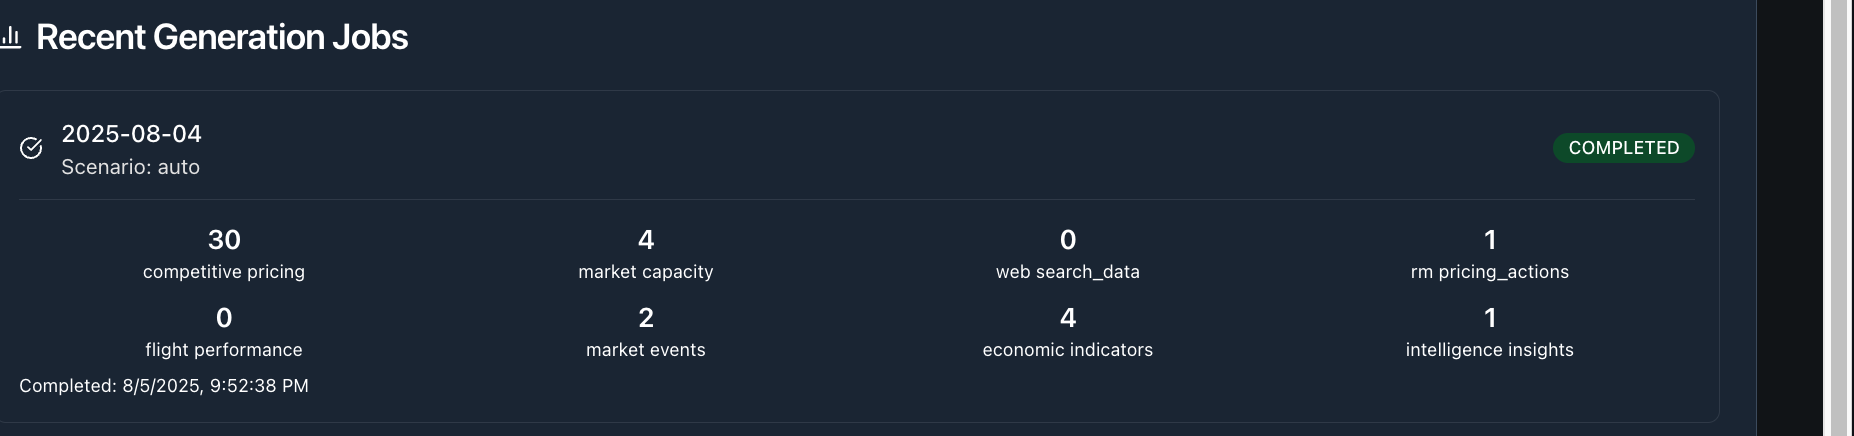 Recent Generation Jobs
2025-08-04
Scenario: auto
COMPLETED
30
competitive pricing
4
market capacity
0
web search_data
1
rm pricing_actions
0
flight performance
2
market events
4
economic indicators
1
intelligence insights
Completed: 8/5/2025, 9:52:38 PM